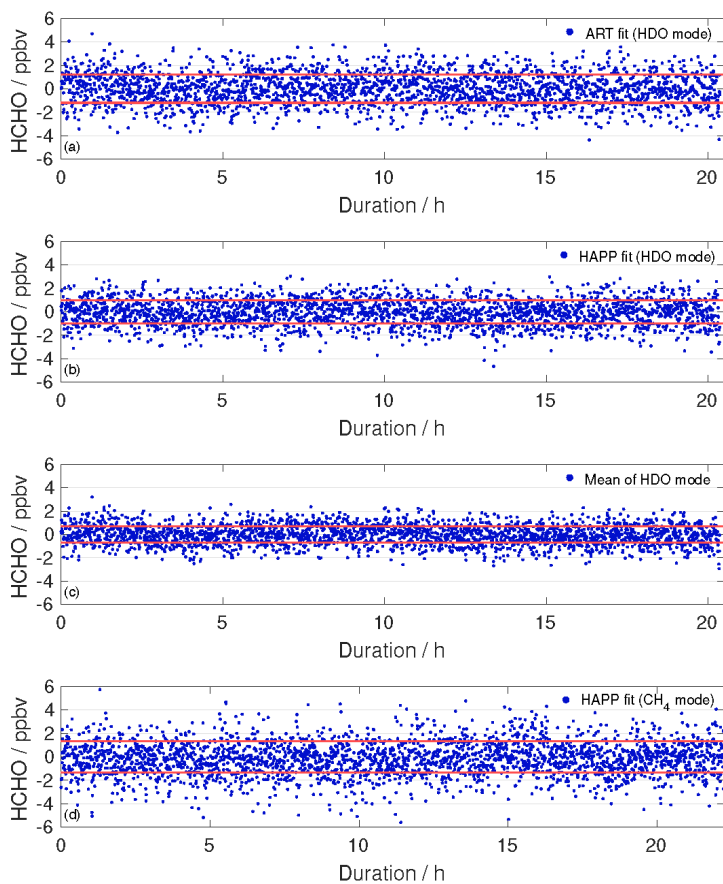 6
4
2
0
-2
-4
-6
HCHO / ppbv
ART fit (HDO mode)
(a)
0 5 10 15 20
Duration / h
6
4
2
0
-2
-4
-6
HCHO / ppbv
HAPP fit (HDO mode)
(b)
0 5 10 15 20
Duration / h
6
4
2
0
-2
-4
-6
HCHO / ppbv
Mean of HDO mode
(c)
0 5 10 15 20
Duration / h
6
4
2
0
-2
-4
-6
HCHO / ppbv
HAPP fit (CH₄ mode)
(d)
0 5 10 15 20
Duration / h